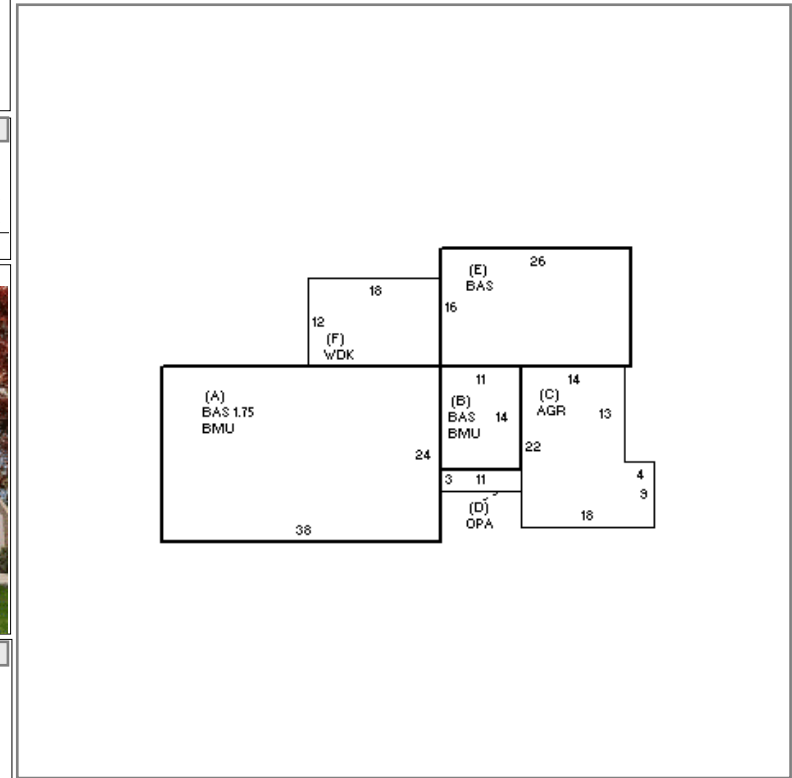 26
(E)
BAS
16
18
12
(F)
WDK
(A)
BAS 1.75
BMU
24
38
11
(B)
BAS 14
BMU
14
(C)
AGR
13
22
4
9
18
3 11
(D)
OPA